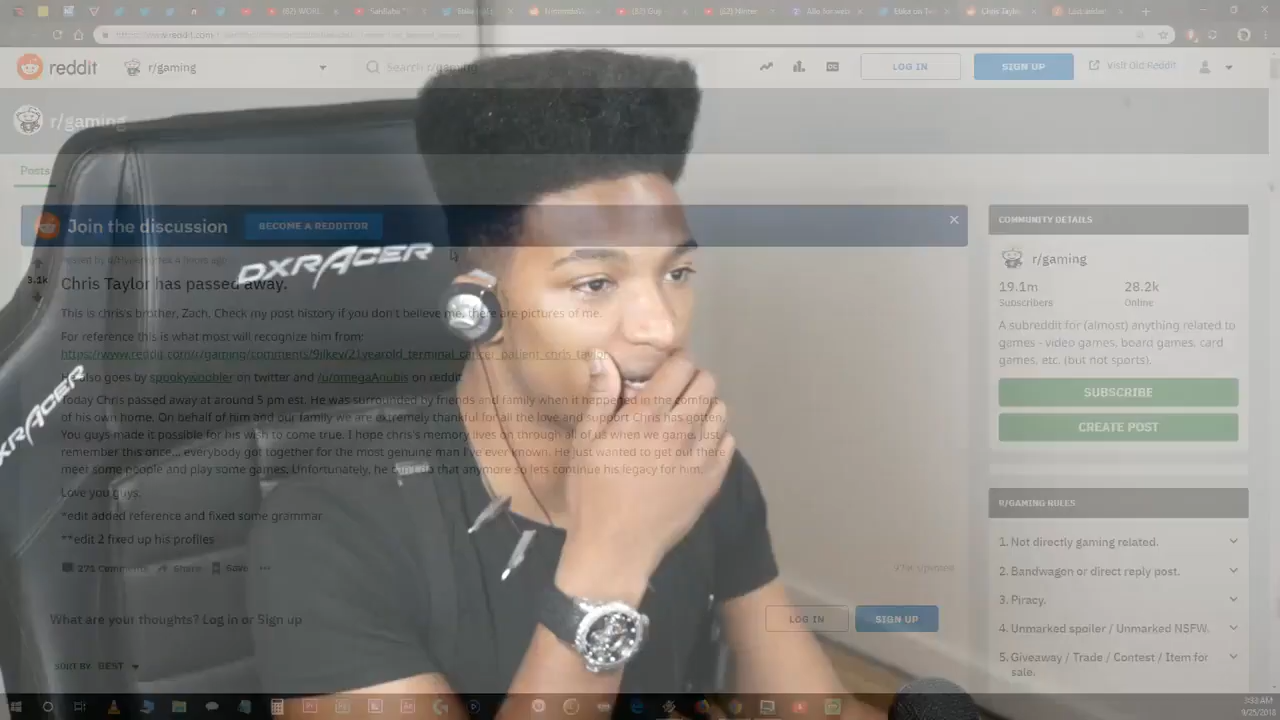 reddit
r/gaming
Search r/gaming
LOG IN
SIGN UP
Visit Old Reddit
r/gaming
Posts
Join the discussion
BECOME A REDDITOR
3.1k
Chris Taylor has passed away.
This is chris's brother, Zach. Check my post history if you don't believe me, there are pictures of me.
For reference this is what most will recognize him from:
He also goes by spookywoobler on twitter and /u/omegaAnubis on reddit
Today Chris passed away at around 5 pm est. He was surrounded by friends and family when it happened in the comfort
of his own home. On behalf of him and our family we are extremely thankful for all the love and support Chris has gotten.
You guys made it possible for his wish to come true. I hope chris's memory lives on through all of us when we game. Just
remember this once... everybody got together for the most genuine man I've ever known. He just wanted to get out there
meet some people and play some games. Unfortunately, he that anymore so lets continue his legacy for him.
Love you guys.
*edit added reference and fixed some grammar
**edit 2 fixed up his profiles
Share
Save
What are your thoughts? Log in or Sign up
LOG IN
SIGN UP
SORT BY BEST
COMMUNITY DETAILS
r/gaming
19.1m
28.2k
Subscribers
Online
A subreddit for (almost) anything related to
games - video games, board games, card
games, etc. (but not sports).
SUBSCRIBE
CREATE POST
R/GAMING RULES
1. Not directly gaming related.
2. Bandwagon or direct reply post.
3. Piracy.
4. Unmarked spoiler / Unmarked NSFW.
5. Giveaway / Trade / Contest / Item for
sale.
DXRACER
DXRACER
9/25/2018